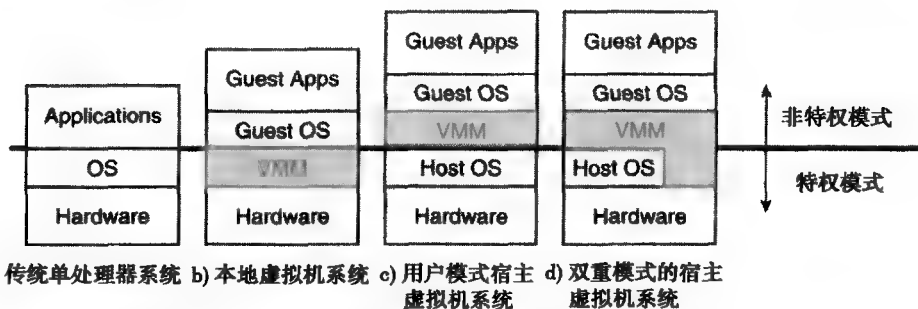 Applications
OS
Hardware
传统单处理器系统
Guest Apps
Guest OS
VMM
Hardware
b) 本地虚拟机系统
Guest Apps
Guest OS
VMM
Host OS
Hardware
c) 用户模式宿主
虚拟机系统
Guest Apps
Guest OS
VMM
Host OS
Hardware
d) 双重模式的宿主
虚拟机系统
非特权模式
特权模式